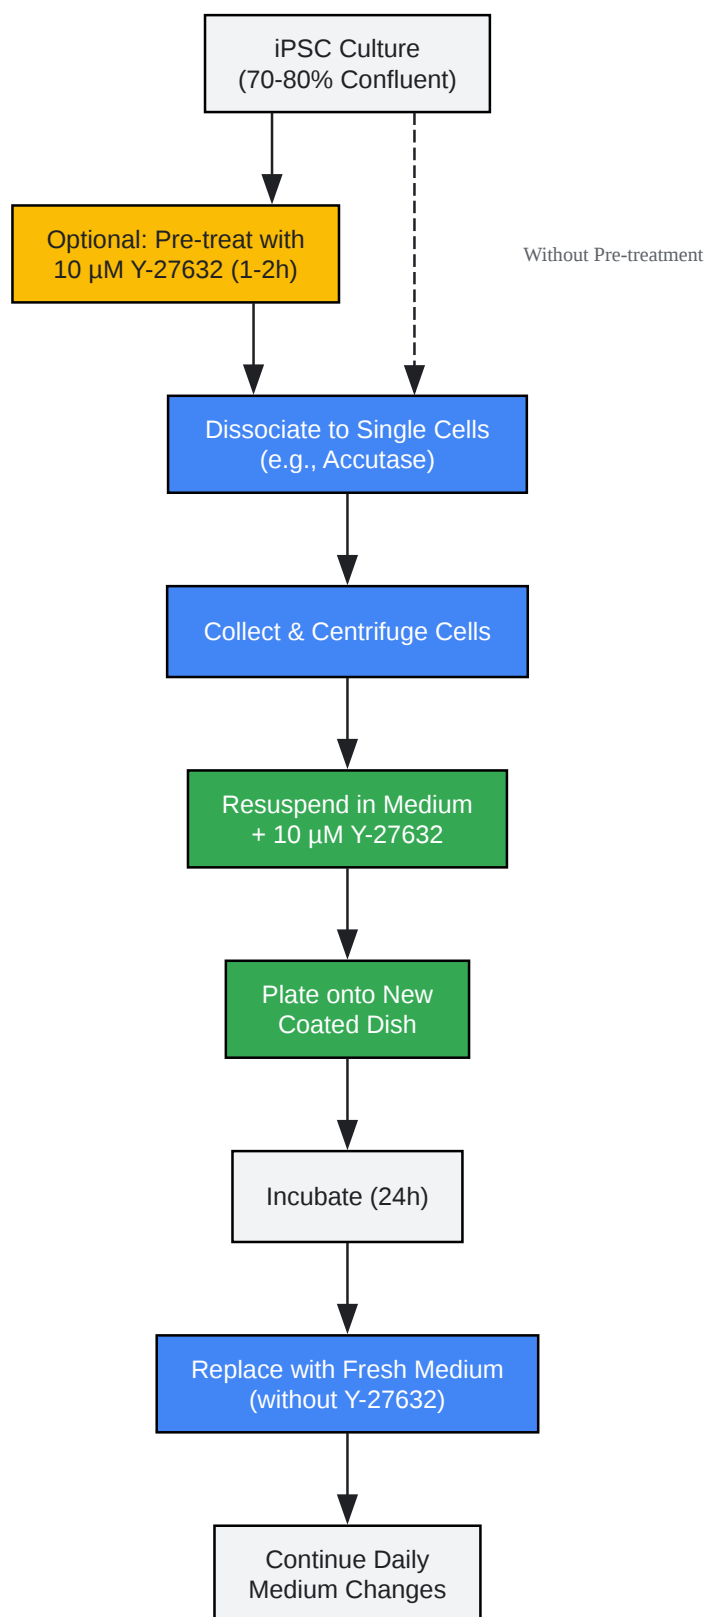 iPSC Culture
(70-80% Confluent)
Optional: Pre-treat with
10 µM Y-27632 (1-2h)
Without Pre-treatment
Dissociate to Single Cells
(e.g., Accutase)
Collect & Centrifuge Cells
Resuspend in Medium
+ 10 µM Y-27632
Plate onto New
Coated Dish
Incubate (24h)
Replace with Fresh Medium
(without Y-27632)
Continue Daily
Medium Changes